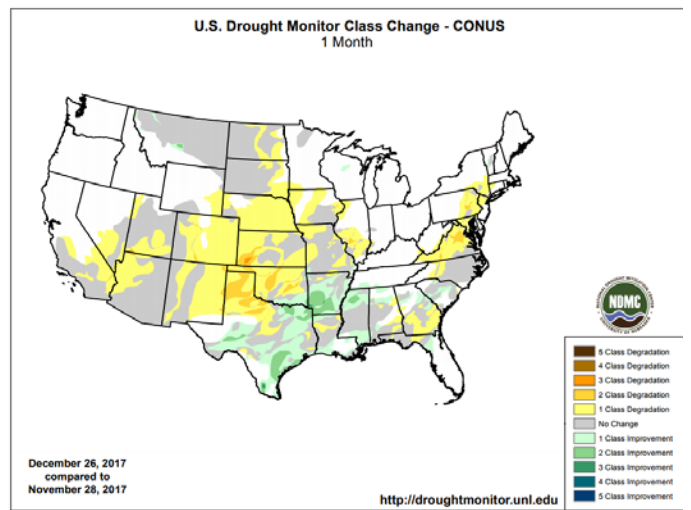 U.S. Drought Monitor Class Change - CONUS
1 Month
NDMC
5 Class Degradation
4 Class Degradation
3 Class Degradation
2 Class Degradation
1 Class Degradation
No Change
1 Class Improvement
2 Class Improvement
3 Class Improvement
4 Class Improvement
5 Class Improvement
December 26, 2017
compared to
November 28, 2017
http://droughtmonitor.unl.edu